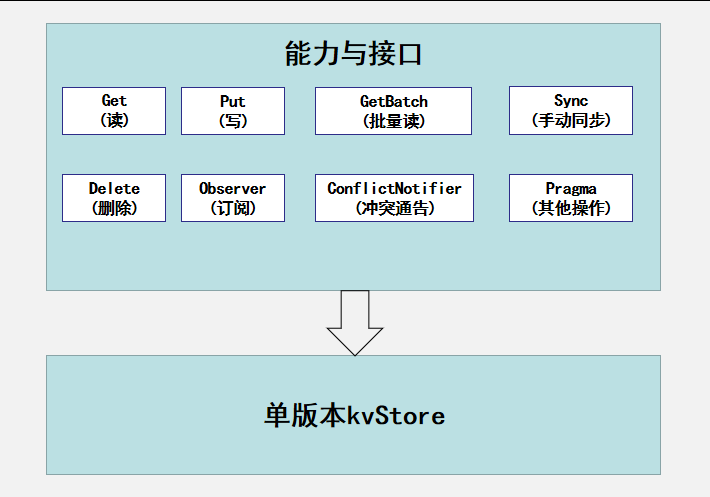 能力与接口
Get
(读)
Put
(写)
GetBatch
(批量读)
Sync
(手动同步)
Delete
(删除)
Observer
(订阅)
ConflictNotifier
(冲突通告)
Pragma
(其他操作)
单版本kvStore